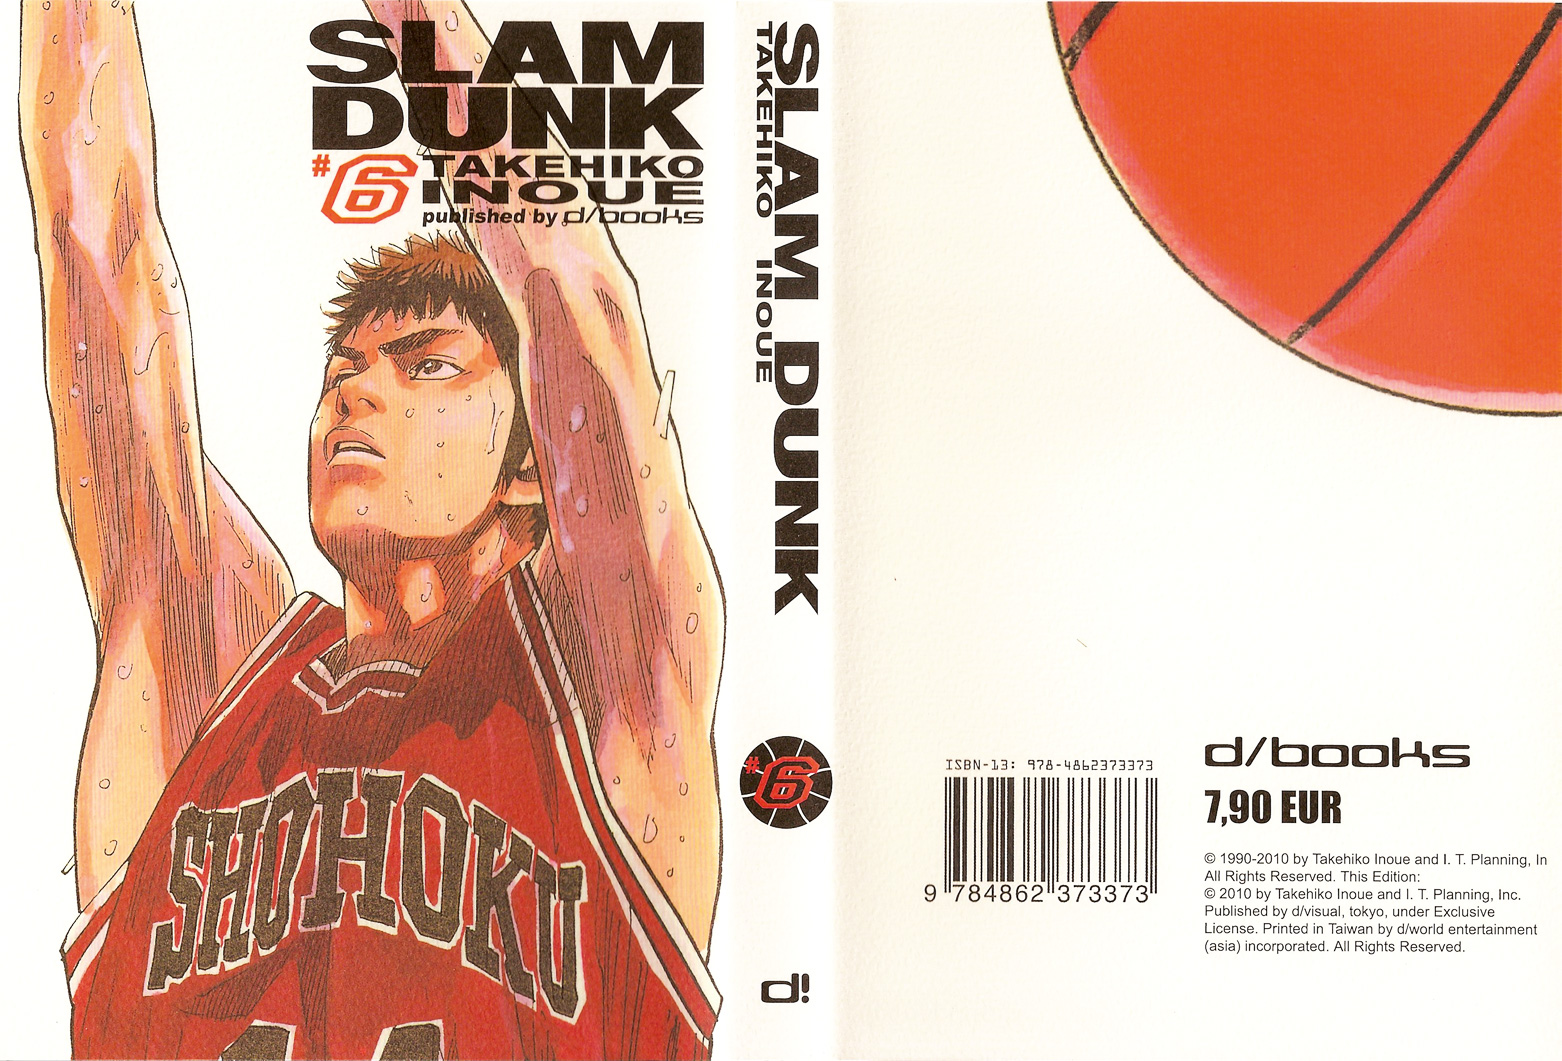 SLAM
DUNK
#6 TAKEHIKO
INOUE
published by d/books
SHOHOKU
14
SLAM DUNK
TAKEHIKO INOUE
#6
d!
ISBN-13: 978-4862373373
9 784862 373373
d/books
7,90 EUR
© 1990-2010 by Takehiko Inoue and I. T. Planning, In
All Rights Reserved. This Edition:
© 2010 by Takehiko Inoue and I. T. Planning, Inc.
Published by d/visual, tokyo, under Exclusive
License. Printed in Taiwan by d/world entertainment
(asia) incorporated. All Rights Reserved.